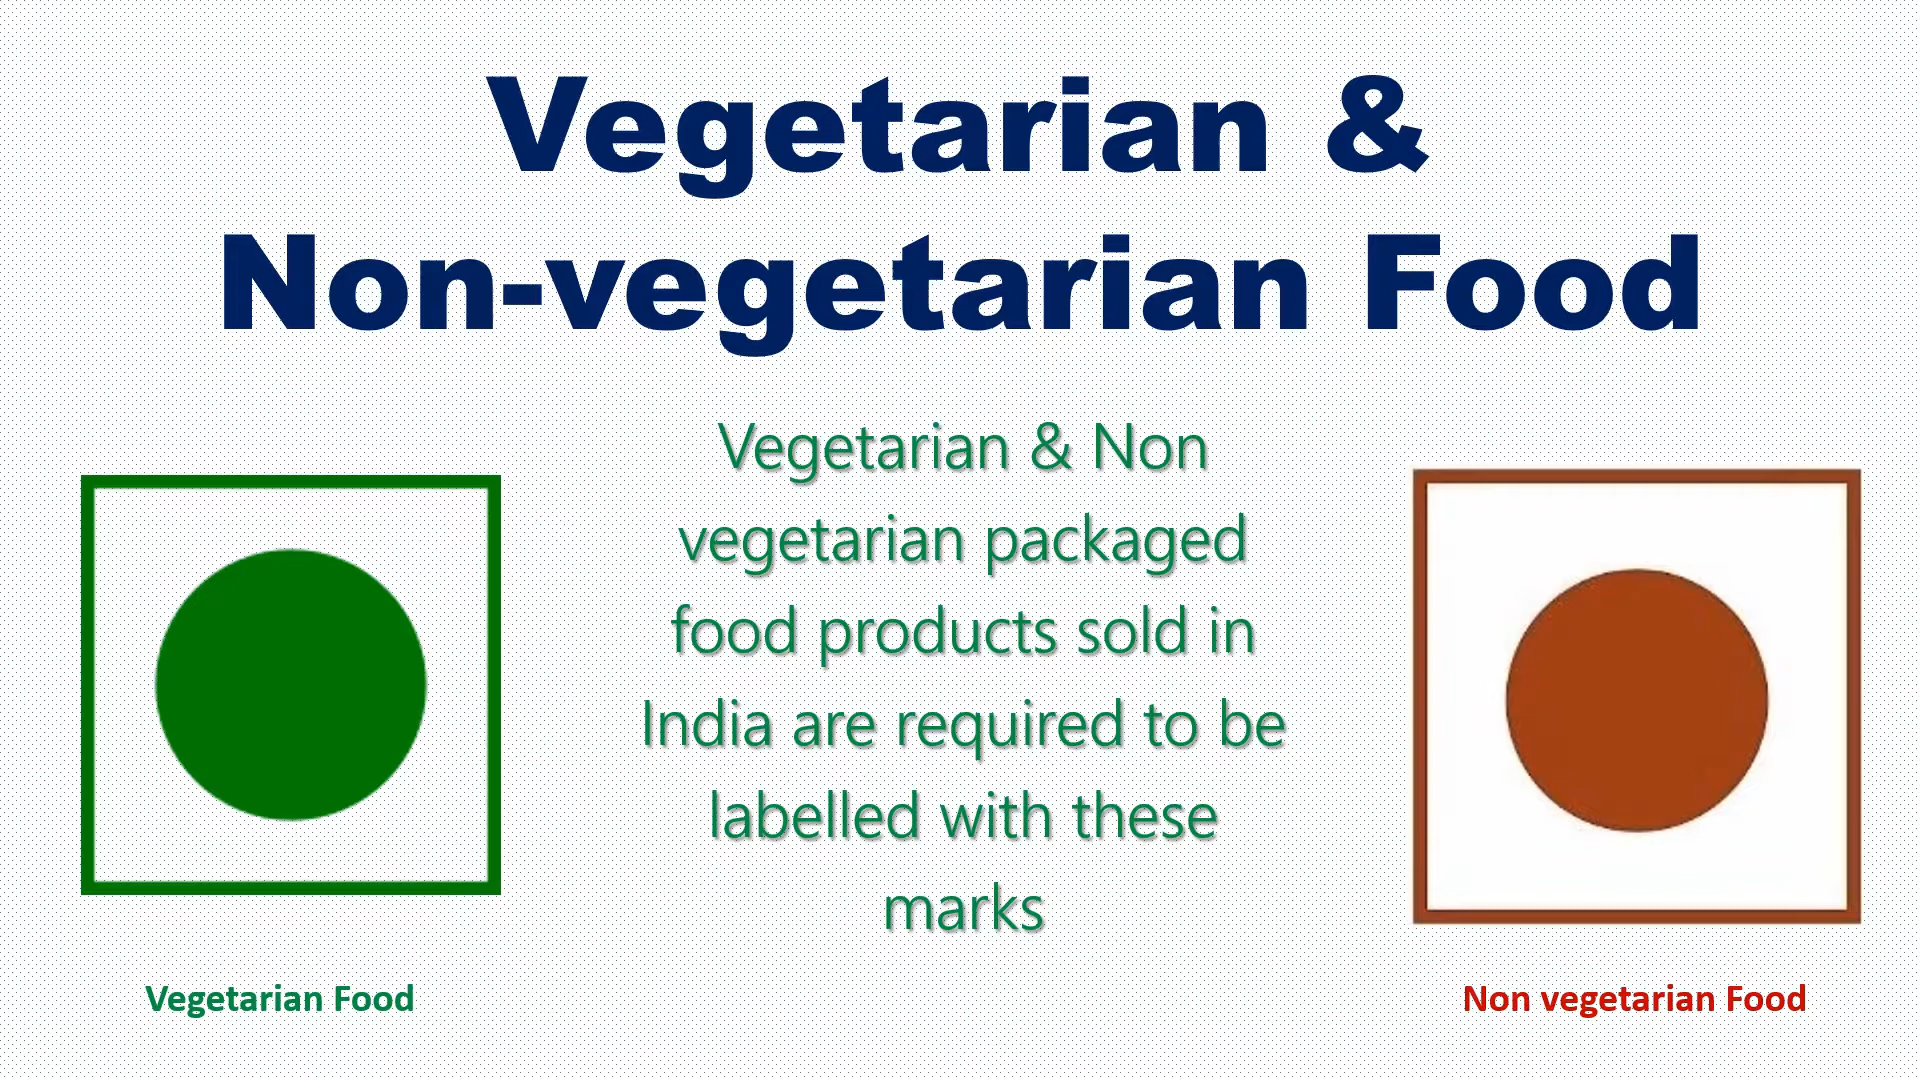 Vegetarian &
Non-vegetarian Food
Vegetarian & Non
vegetarian packaged
food products sold in
India are required to be
labelled with these
marks
Vegetarian Food
Non vegetarian Food